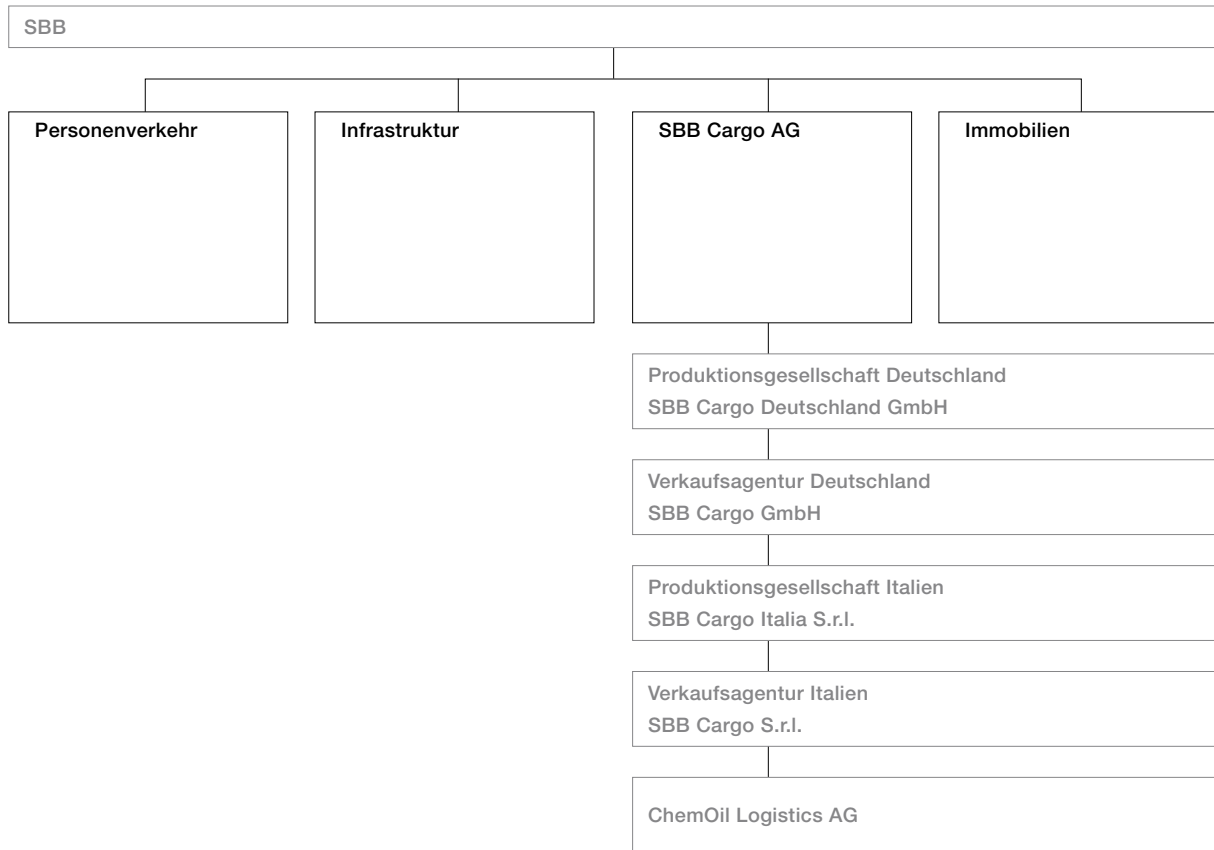 SBB
Personenverkehr
Infrastruktur
SBB Cargo AG
Immobilien
Produktionsgesellschaft Deutschland
SBB Cargo Deutschland GmbH
Verkaufsagentur Deutschland
SBB Cargo GmbH
Produktionsgesellschaft Italien
SBB Cargo Italia S.r.l.
Verkaufsagentur Italien
SBB Cargo S.r.l.
ChemOil Logistics AG